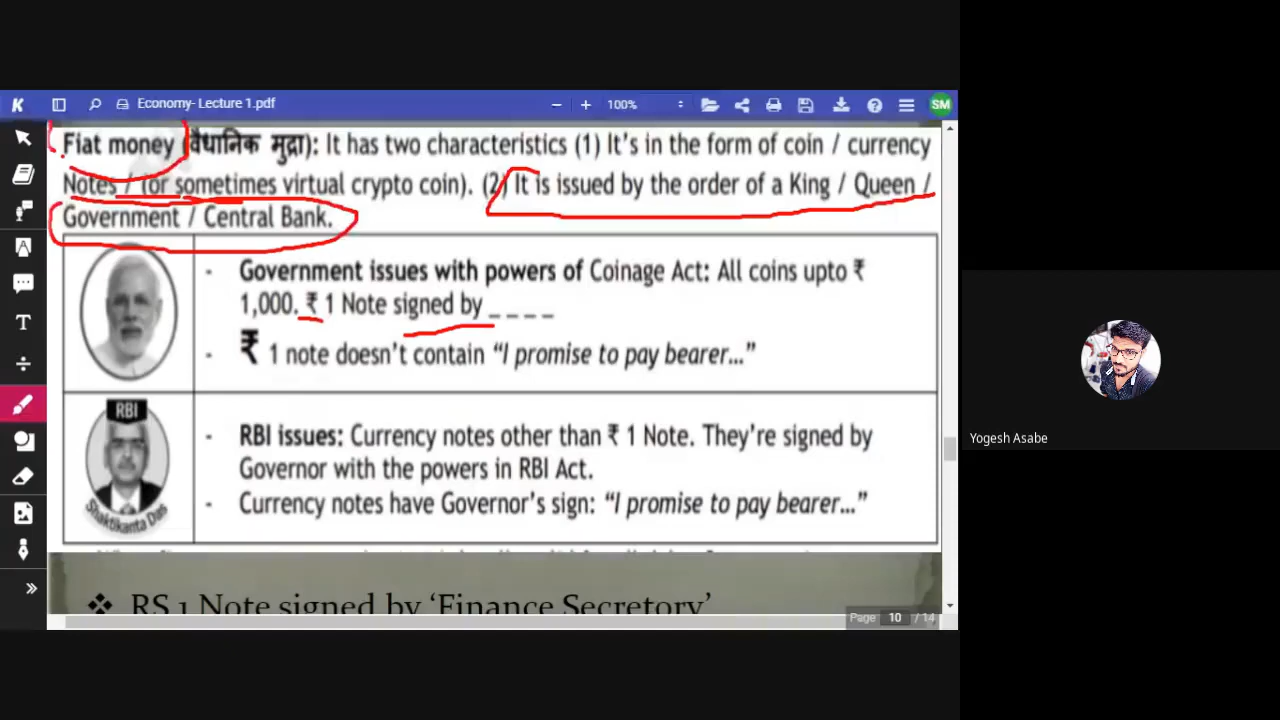 Economy- Lecture 1.pdf
100%
SM
Fiat money (वैधानिक मुद्रा): It has two characteristics (1) It's in the form of coin / currency
Notes / (or sometimes virtual crypto coin). (2) It is issued by the order of a King / Queen /
Government / Central Bank.
- Government issues with powers of Coinage Act: All coins upto ₹
1,000. ₹ 1 Note signed by _ _ _ _
- ₹ 1 note doesn't contain "I promise to pay bearer..."
RBI
Shaktikanta Das
- RBI issues: Currency notes other than ₹ 1 Note. They're signed by
Governor with the powers in RBI Act.
- Currency notes have Governor's sign: "I promise to pay bearer..."
❖ RS 1 Note signed by 'Finance Secretory'
Page 10 / 14
Yogesh Asabe